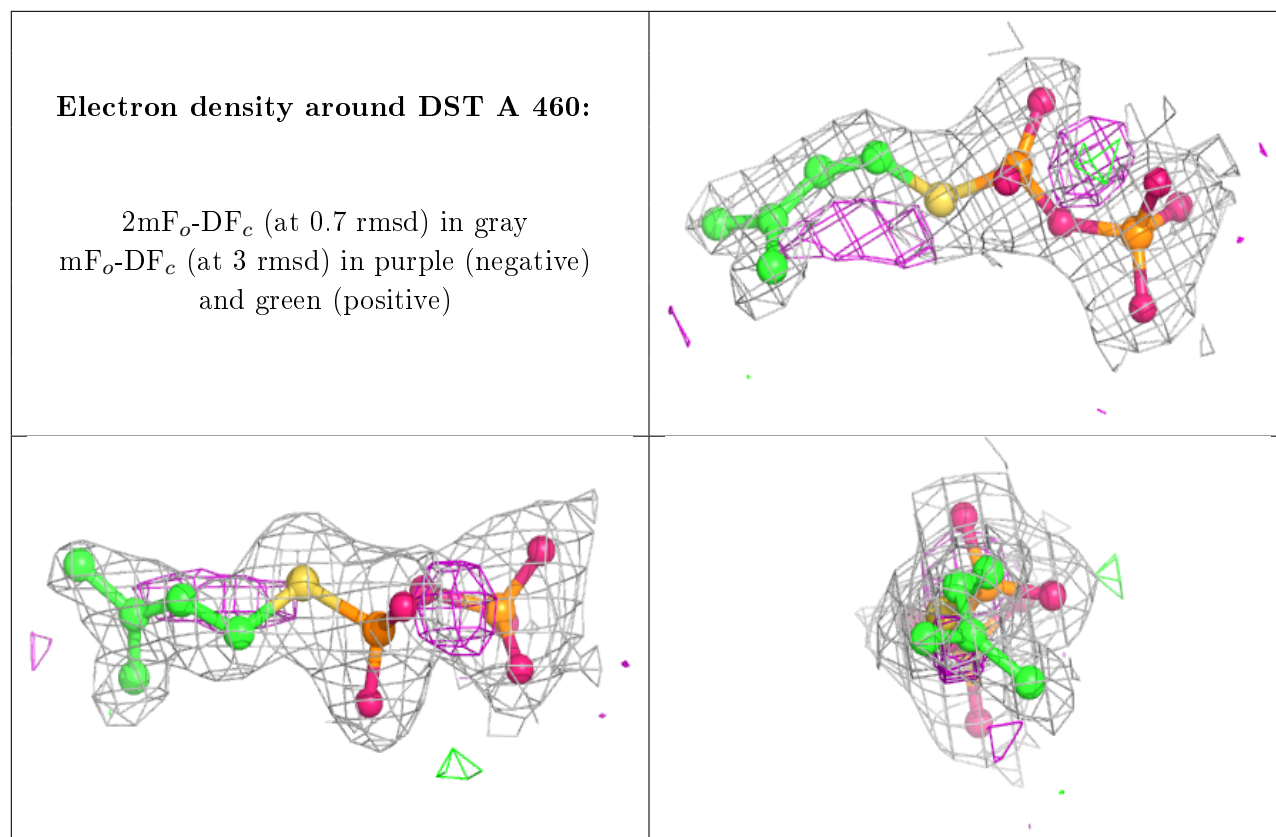 Electron density around DST A 460:
2mFₒ-DF𝒸 (at 0.7 rmsd) in gray
mFₒ-DF𝒸 (at 3 rmsd) in purple (negative)
and green (positive)